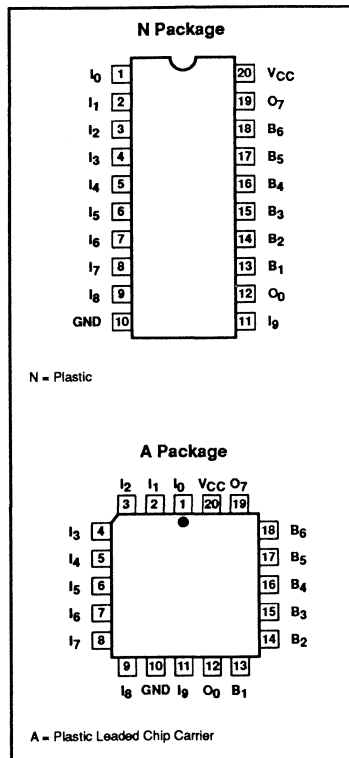 N Package
I0 1 20 VCC
I1 2 19 O7
I2 3 18 B6
I3 4 17 B5
I4 5 16 B4
I5 6 15 B3
I6 7 14 B2
I7 8 13 B1
I8 9 12 O0
GND 10 11 I9
N = Plastic
A Package
I2 I1 I0 VCC O7
3 2 1 20 19
I3 4 18 B6
I4 5 17 B5
I5 6 16 B4
I6 7 15 B3
I7 8 14 B2
9 10 11 12 13
I8 GND I9 O0 B1
A = Plastic Leaded Chip Carrier